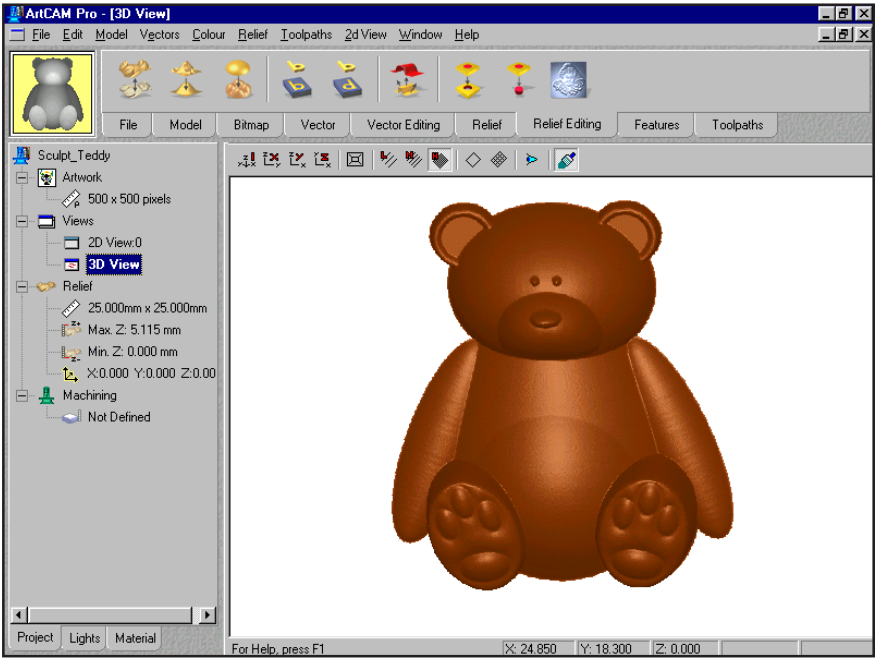 ArtCAM Pro - [3D View]
File Edit Model Vectors Colour Relief Toolpaths 2d View Window Help
File Model Bitmap Vector Vector Editing Relief Relief Editing Features Toolpaths
Sculpt_Teddy
Artwork
500 x 500 pixels
Views
2D View:0
3D View
Relief
25.000mm x 25.000mm
Max. Z: 5.115 mm
Min. Z: 0.000 mm
X:0.000 Y:0.000 Z:0.00
Machining
Not Defined
Project Lights Material
For Help, press F1 X: 24.850 Y: 18.300 Z: 0.000